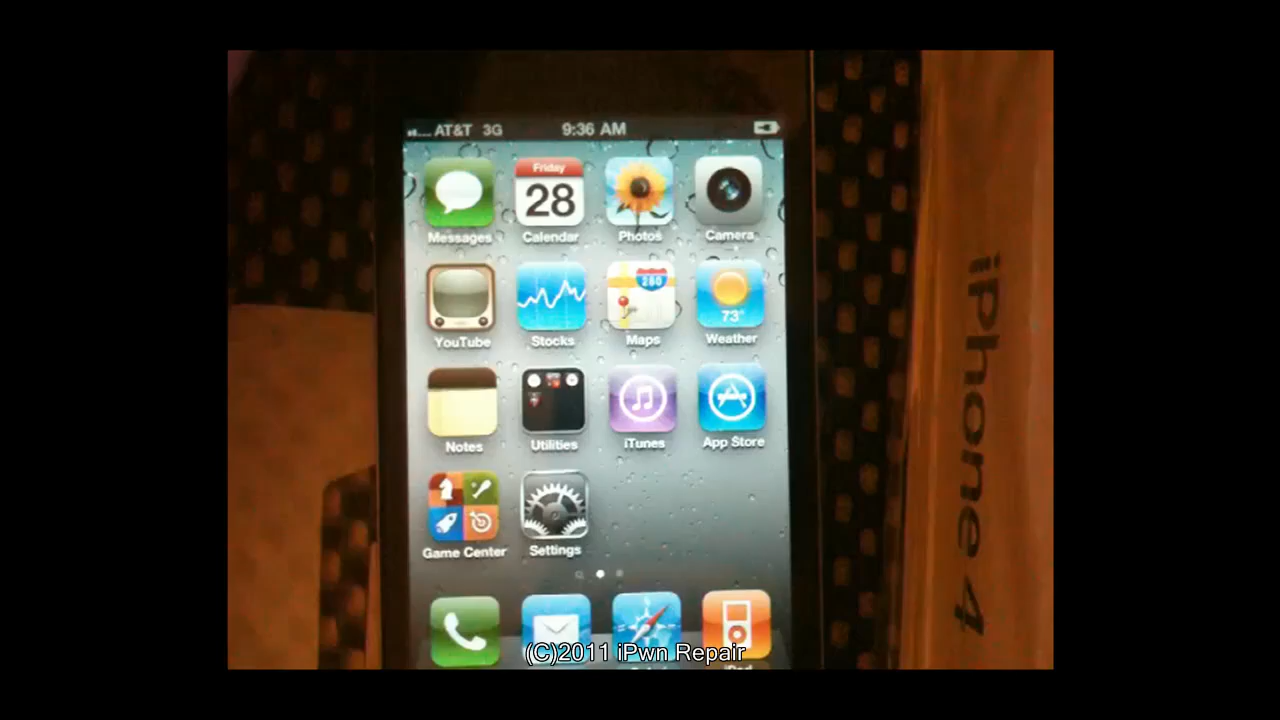 AT&T 3G 9:36 AM
Friday
28
280
73°
Messages Calendar Photos Camera
YouTube Stocks Maps Weather
Notes Utilities iTunes App Store
Game Center Settings
iPhone 4
(C)2011 iPwn Repair